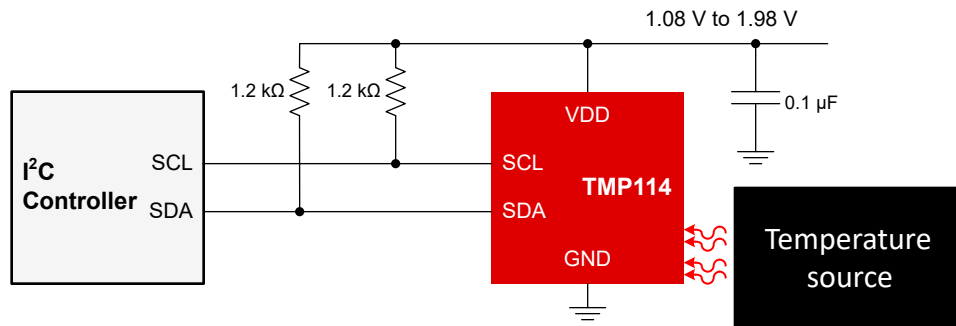 1.08 V to 1.98 V
1.2 kΩ
1.2 kΩ
0.1 µF
I²C
Controller
SCL
SDA
VDD
SCL
TMP114
SDA
GND
Temperature
source